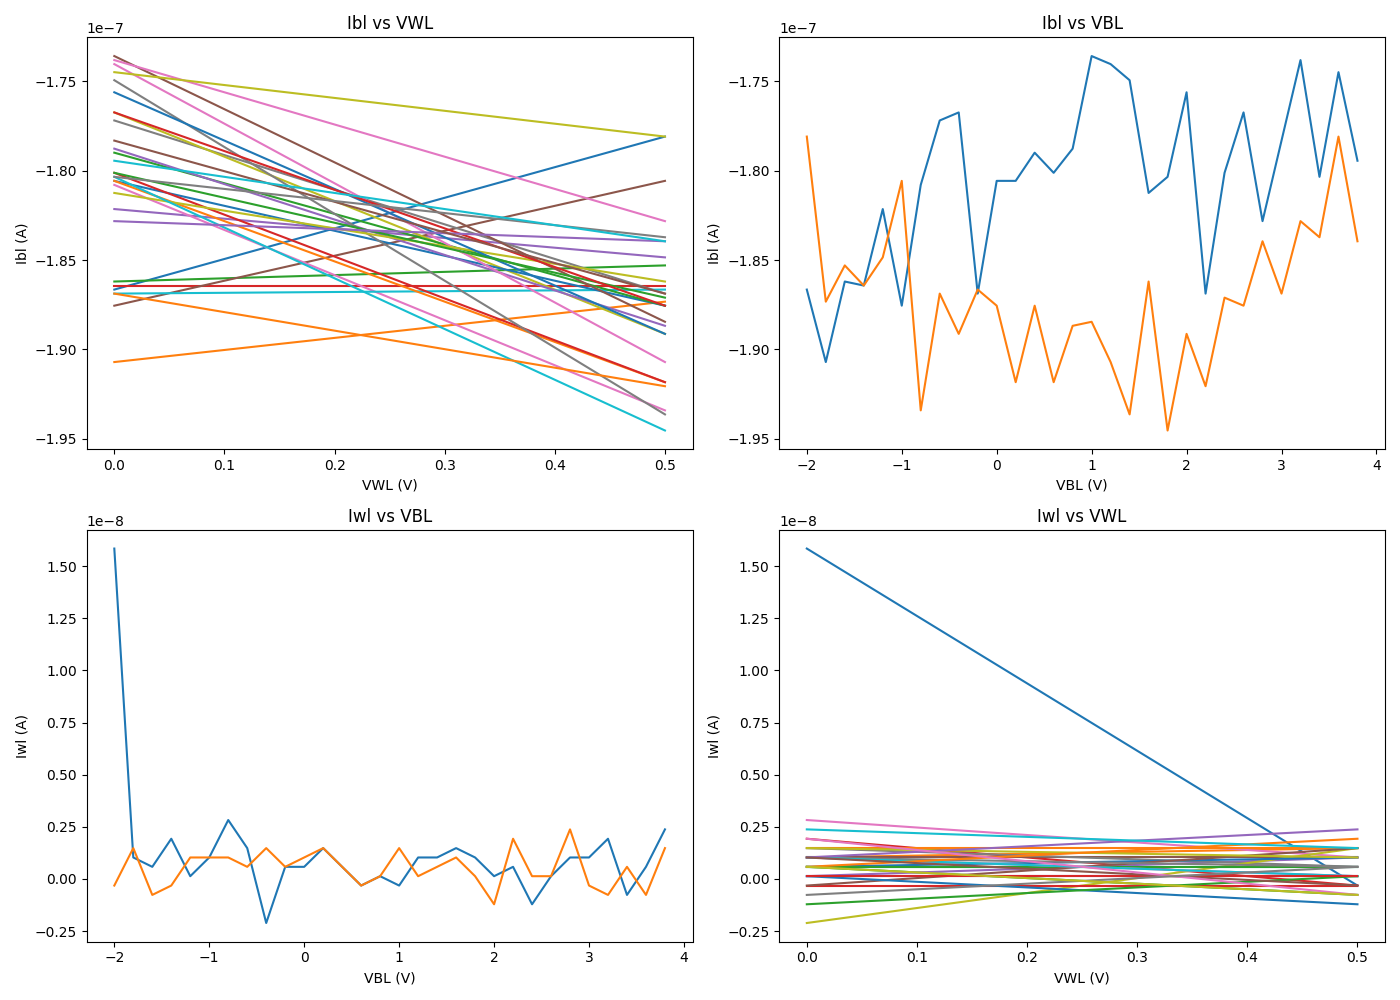 Ibl vs VWL
1e−7
−1.75
−1.80
−1.85
−1.90
−1.95
Ibl (A)
0.0 0.1 0.2 0.3 0.4 0.5
VWL (V)
Ibl vs VBL
1e−7
−1.75
−1.80
−1.85
−1.90
−1.95
Ibl (A)
−2 −1 0 1 2 3 4
VBL (V)
Iwl vs VBL
1e−8
1.50
1.25
1.00
0.75
0.50
0.25
0.00
−0.25
Iwl (A)
−2 −1 0 1 2 3 4
VBL (V)
Iwl vs VWL
1e−8
1.50
1.25
1.00
0.75
0.50
0.25
0.00
−0.25
Iwl (A)
0.0 0.1 0.2 0.3 0.4 0.5
VWL (V)